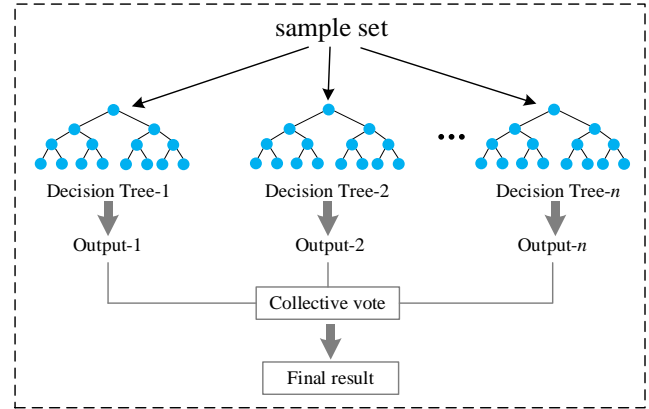 sample set
Decision Tree-1 Decision Tree-2 Decision Tree-n
Output-1 Output-2 Output-n
Collective vote
Final result